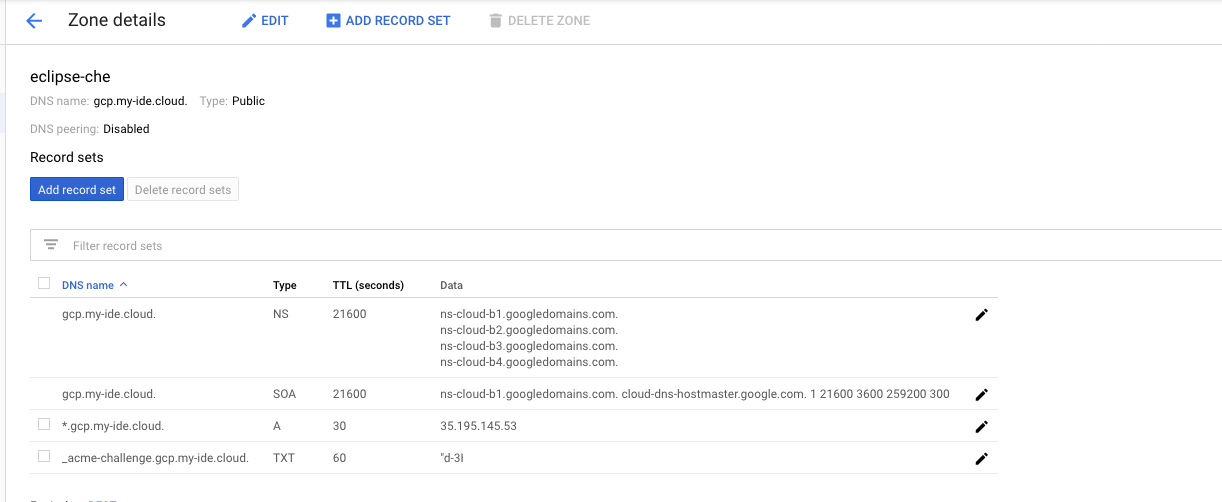 Zone details EDIT ADD RECORD SET DELETE ZONE
eclipse-che
DNS name: gcp.my-ide.cloud. Type: Public
DNS peering: Disabled
Record sets
Add record set Delete record sets
Filter record sets
DNS name Type TTL (seconds) Data
gcp.my-ide.cloud. NS 21600 ns-cloud-b1.googledomains.com.
ns-cloud-b2.googledomains.com.
ns-cloud-b3.googledomains.com.
ns-cloud-b4.googledomains.com.
gcp.my-ide.cloud. SOA 21600 ns-cloud-b1.googledomains.com. cloud-dns-hostmaster.google.com. 1 21600 3600 259200 300
*.gcp.my-ide.cloud. A 30 35.195.145.53
_acme-challenge.gcp.my-ide.cloud. TXT 60